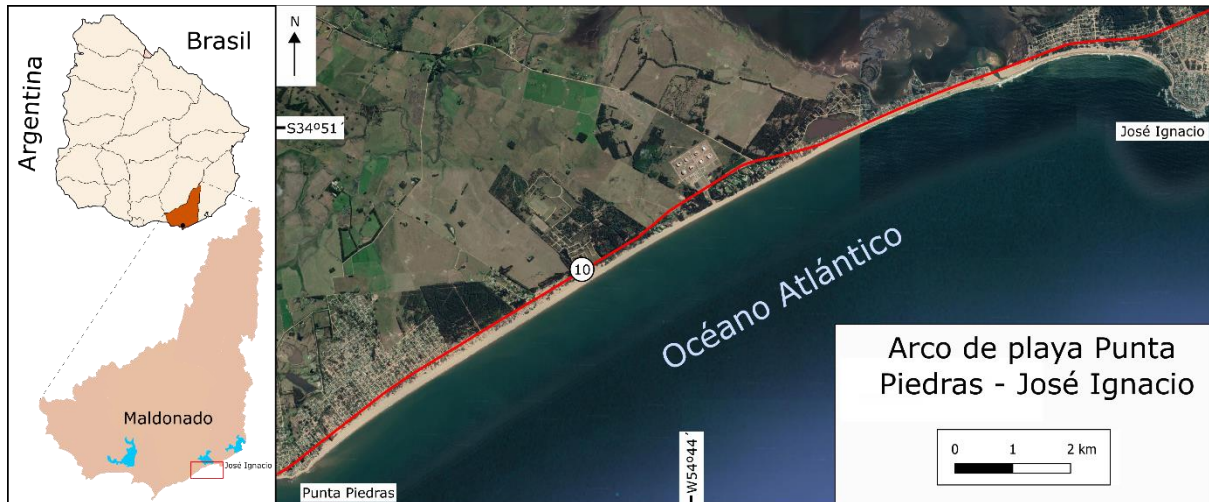 Brasil
Argentina
Maldonado
José Ignacio
N
S34º51´
José Ignacio
10
Océano Atlántico
Punta Piedras
W54º44´
Arco de playa Punta
Piedras - José Ignacio
0 1 2 km